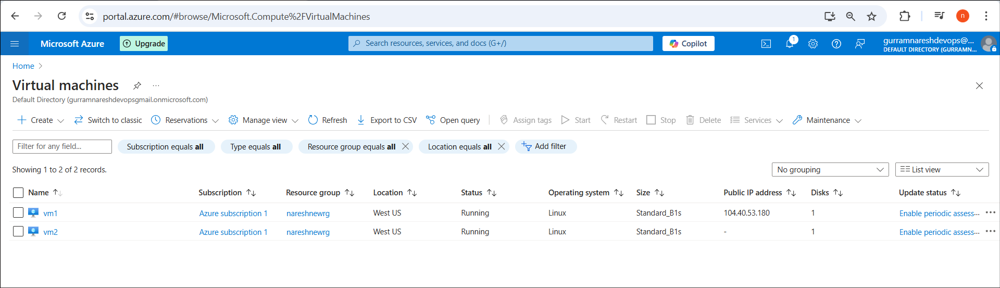 portal.azure.com/#browse/Microsoft.Compute%2FVirtualMachines
n
Microsoft Azure
Upgrade
Search resources, services, and docs (G+/)
Copilot
1
gurramnareshdevops@...
DEFAULT DIRECTORY (GURRAMN...
Home
Virtual machines
...
Default Directory (gurramnareshdevopsgmail.onmicrosoft.com)
Create Switch to classic Reservations Manage view Refresh Export to CSV Open query Assign tags Start Restart Stop Delete Services Maintenance
Filter for any field... Subscription equals all Type equals all Resource group equals all Location equals all Add filter
Showing 1 to 2 of 2 records.
No grouping List view
Name Subscription Resource group Location Status Operating system Size Public IP address Disks Update status
vm1 Azure subscription 1 nareshnewrg West US Running Linux Standard_B1s 104.40.53.180 1 Enable periodic assess... ...
vm2 Azure subscription 1 nareshnewrg West US Running Linux Standard_B1s - 1 Enable periodic assess... ...